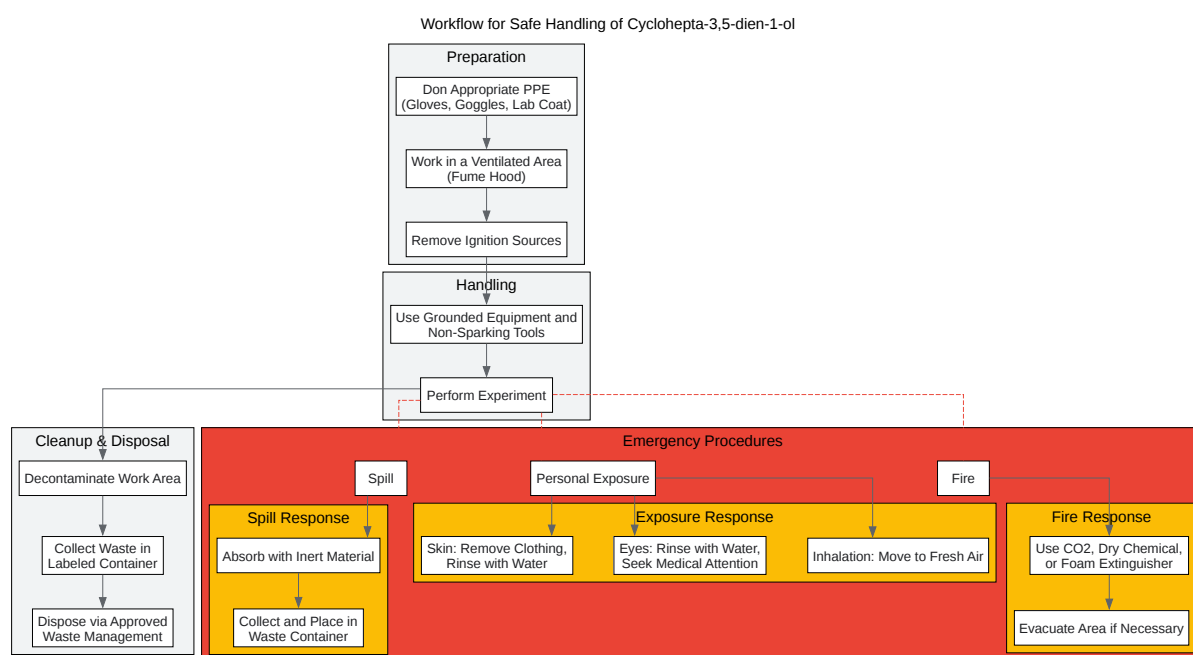 Workflow for Safe Handling of Cyclohepta-3,5-dien-1-ol
Preparation
Don Appropriate PPE
(Gloves, Goggles, Lab Coat)
Work in a Ventilated Area
(Fume Hood)
Remove Ignition Sources
Handling
Use Grounded Equipment and
Non-Sparking Tools
Perform Experiment
Cleanup & Disposal
Decontaminate Work Area
Collect Waste in
Labeled Container
Dispose via Approved
Waste Management
Emergency Procedures
Spill
Personal Exposure
Fire
Spill Response
Absorb with Inert Material
Collect and Place in
Waste Container
Exposure Response
Skin: Remove Clothing,
Rinse with Water
Eyes: Rinse with Water,
Seek Medical Attention
Inhalation: Move to Fresh Air
Fire Response
Use CO2, Dry Chemical,
or Foam Extinguisher
Evacuate Area if Necessary